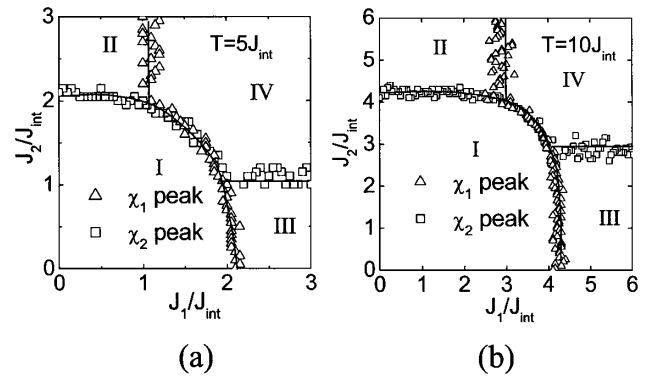 3
II
T=5J_int
IV
2
J_2/J_int
I
1
△ χ_1 peak
□ χ_2 peak
III
0
0 1 2 3
J_1/J_int
(a)
6
II
T=10J_int
5
IV
4
J_2/J_int
3
I
2
△ χ_1 peak
□ χ_2 peak
III
1
0
0 1 2 3 4 5 6
J_1/J_int
(b)